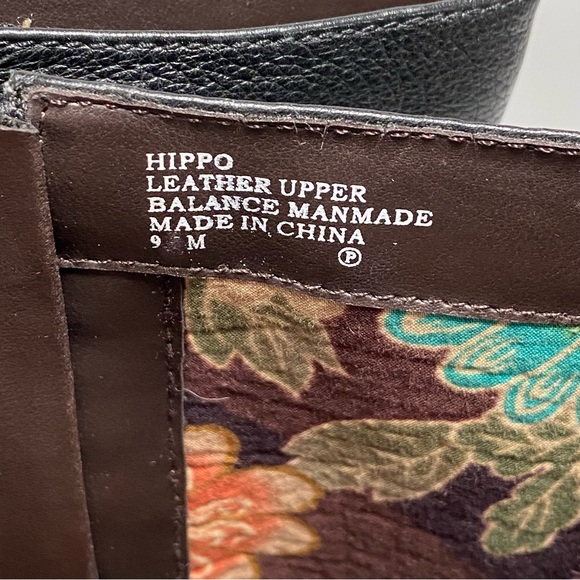 HIPPO
LEATHER UPPER
BALANCE MANMADE
MADE IN CHINA
9 M
P